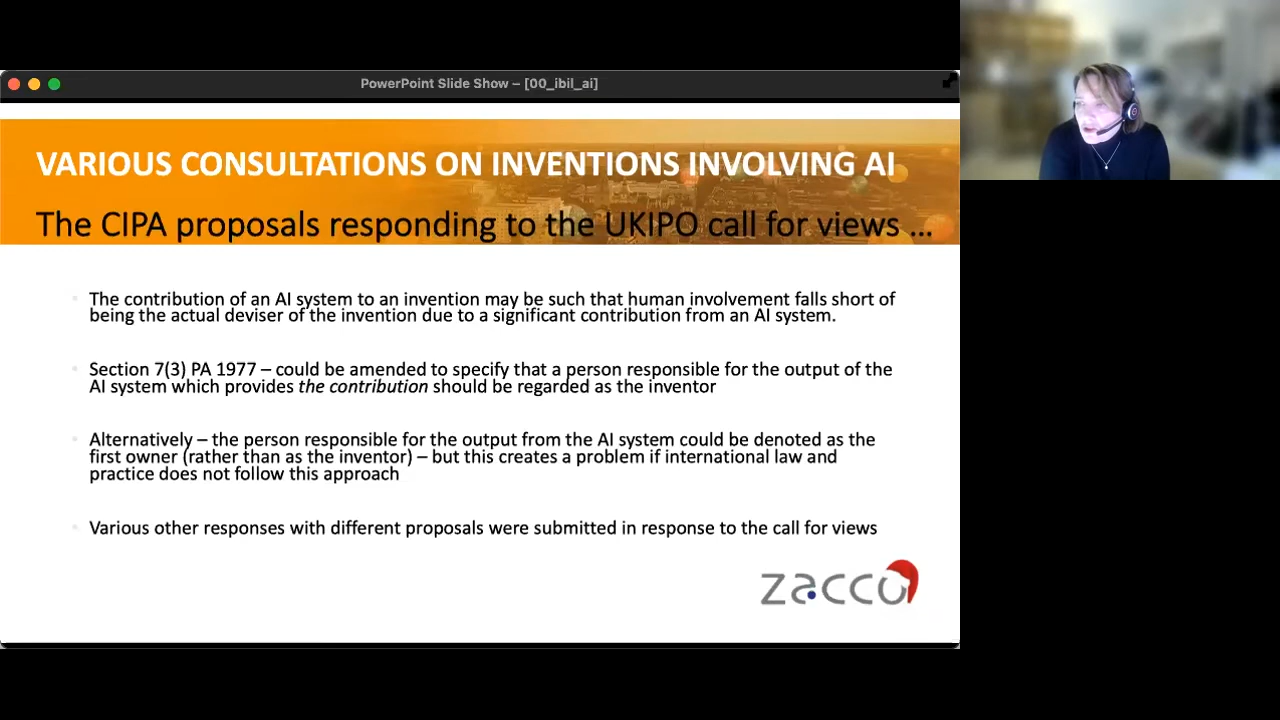 PowerPoint Slide Show – [00_ibil_ai]
VARIOUS CONSULTATIONS ON INVENTIONS INVOLVING AI
The CIPA proposals responding to the UKIPO call for views ...
The contribution of an AI system to an invention may be such that human involvement falls short of
being the actual deviser of the invention due to a significant contribution from an AI system.
Section 7(3) PA 1977 – could be amended to specify that a person responsible for the output of the
AI system which provides the contribution should be regarded as the inventor
Alternatively – the person responsible for the output from the AI system could be denoted as the
first owner (rather than as the inventor) – but this creates a problem if international law and
practice does not follow this approach
Various other responses with different proposals were submitted in response to the call for views
zacco